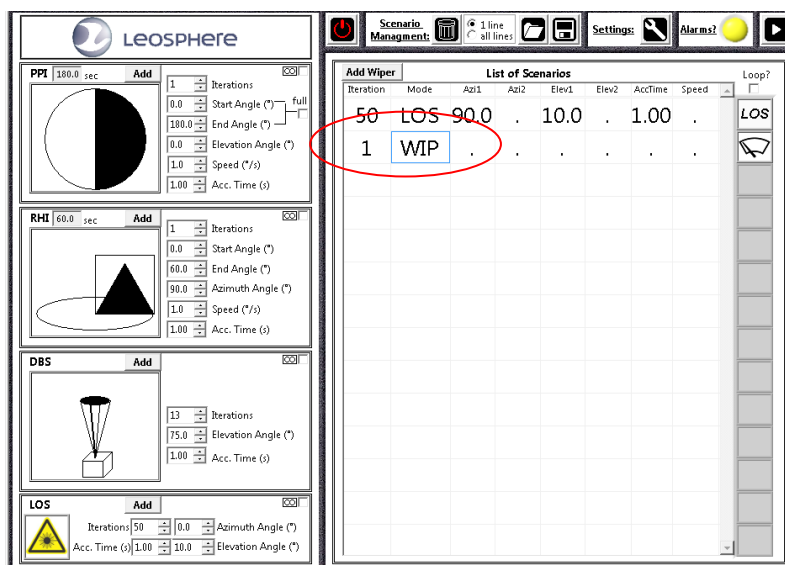 LEOSPHERE
Scenario Managment:
1 line
all lines
Settings:
Alarms?
PPI 180.0 sec Add
1 Iterations
0.0 Start Angle (°)
full
180.0 End Angle (°)
0.0 Elevation Angle (°)
1.0 Speed (°/s)
1.00 Acc. Time (s)
RHI 60.0 sec Add
1 Iterations
0.0 Start Angle (°)
60.0 End Angle (°)
90.0 Azimuth Angle (°)
1.0 Speed (°/s)
1.00 Acc. Time (s)
DBS Add
13 Iterations
75.0 Elevation Angle (°)
1.00 Acc. Time (s)
LOS Add
Iterations 50 0.0 Azimuth Angle (°)
Acc. Time (s) 1.00 10.0 Elevation Angle (°)
Add Wiper List of Scenarios Loop?
Iteration Mode Azi1 Azi2 Elev1 Elev2 AccTime Speed
50 LOS 90.0 . 10.0 . 1.00 . LOS
1 WIP . . . . . .